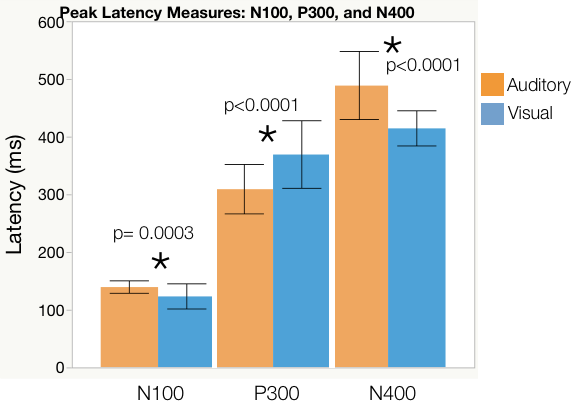 Peak Latency Measures: N100, P300, and N400
600
500
400
300
200
100
0
Latency (ms)
p= 0.0003
*
p<0.0001
*
*
p<0.0001
N100
P300
N400
Auditory
Visual